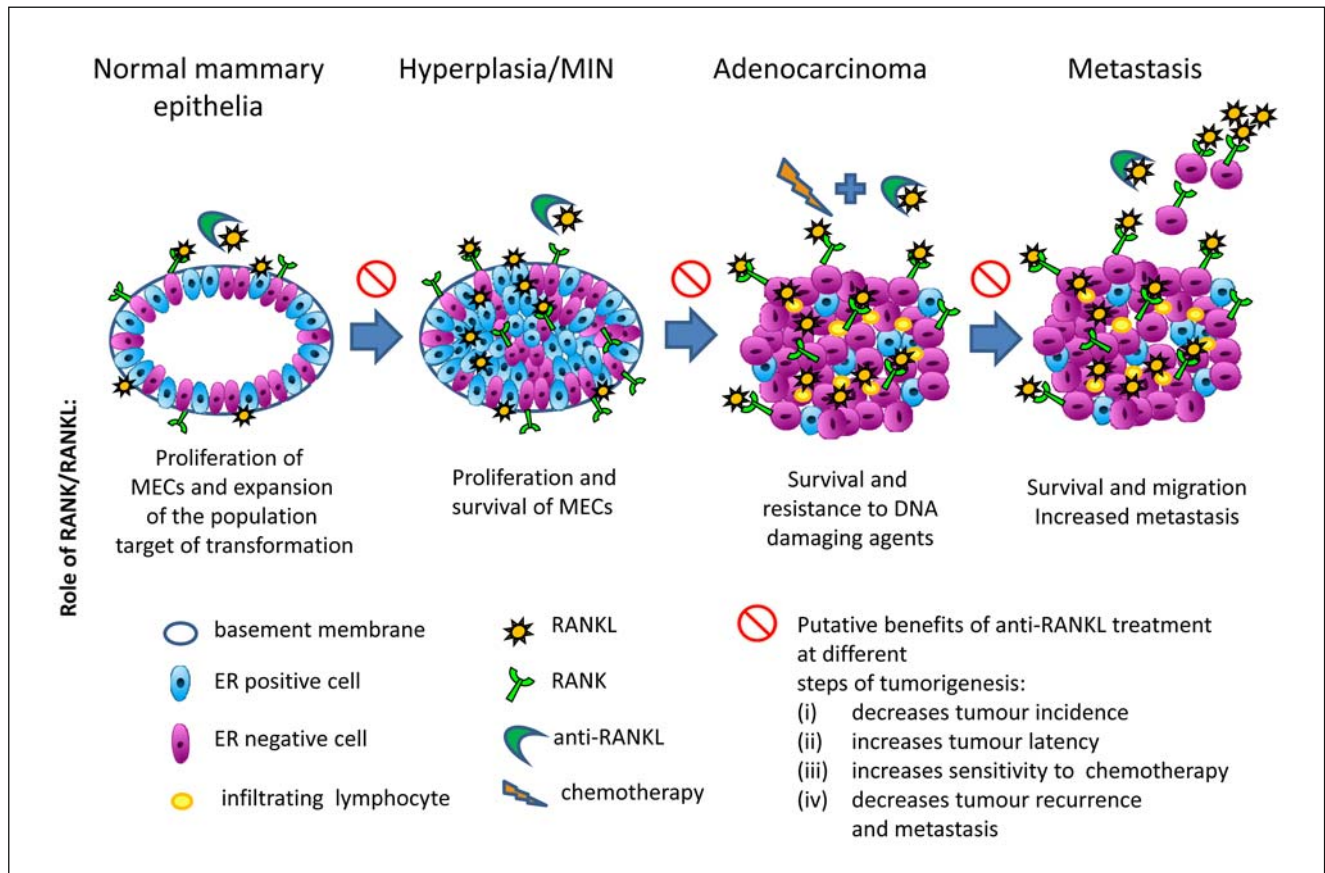 Normal mammary
epithelia
Hyperplasia/MIN
Adenocarcinoma
Metastasis
Role of RANK/RANKL:
Proliferation of
MECs and expansion
of the population
target of transformation
Proliferation and
survival of MECs
Survival and
resistance to DNA
damaging agents
Survival and migration
Increased metastasis
basement membrane
ER positive cell
ER negative cell
infiltrating lymphocyte
RANKL
RANK
anti-RANKL
chemotherapy
Putative benefits of anti-RANKL treatment
at different
steps of tumorigenesis:
(i) decreases tumour incidence
(ii) increases tumour latency
(iii) increases sensitivity to chemotherapy
(iv) decreases tumour recurrence
and metastasis